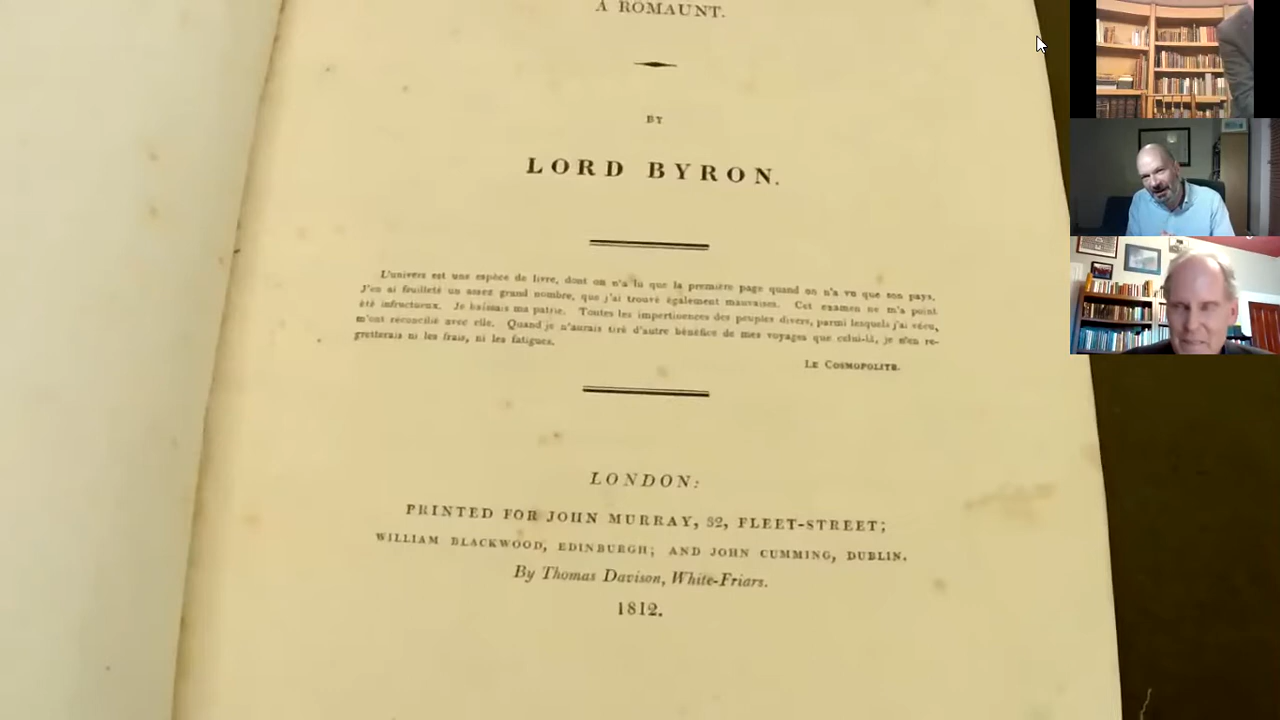 A ROMAUNT.
BY
LORD BYRON.
L'univers est une espèce de livre, dont on n'a lu que la première page quand on n'a vu que son pays.
J'en ai feuilleté un assez grand nombre, que j'ai trouvé également mauvaises. Cet examen ne m'a point
été infructueux. Je haïssais ma patrie. Toutes les impertinences des peuples divers, parmi lesquels j'ai vécu,
m'ont réconcilié avec elle. Quand je n'aurais tiré d'autre bénéfice de mes voyages que celui-là, je n'en re-
gretterais ni les frais, ni les fatigues.
LE COSMOPOLITE.
LONDON:
PRINTED FOR JOHN MURRAY, 32, FLEET-STREET;
WILLIAM BLACKWOOD, EDINBURGH; AND JOHN CUMMING, DUBLIN.
By Thomas Davison, White-Friars.
1812.